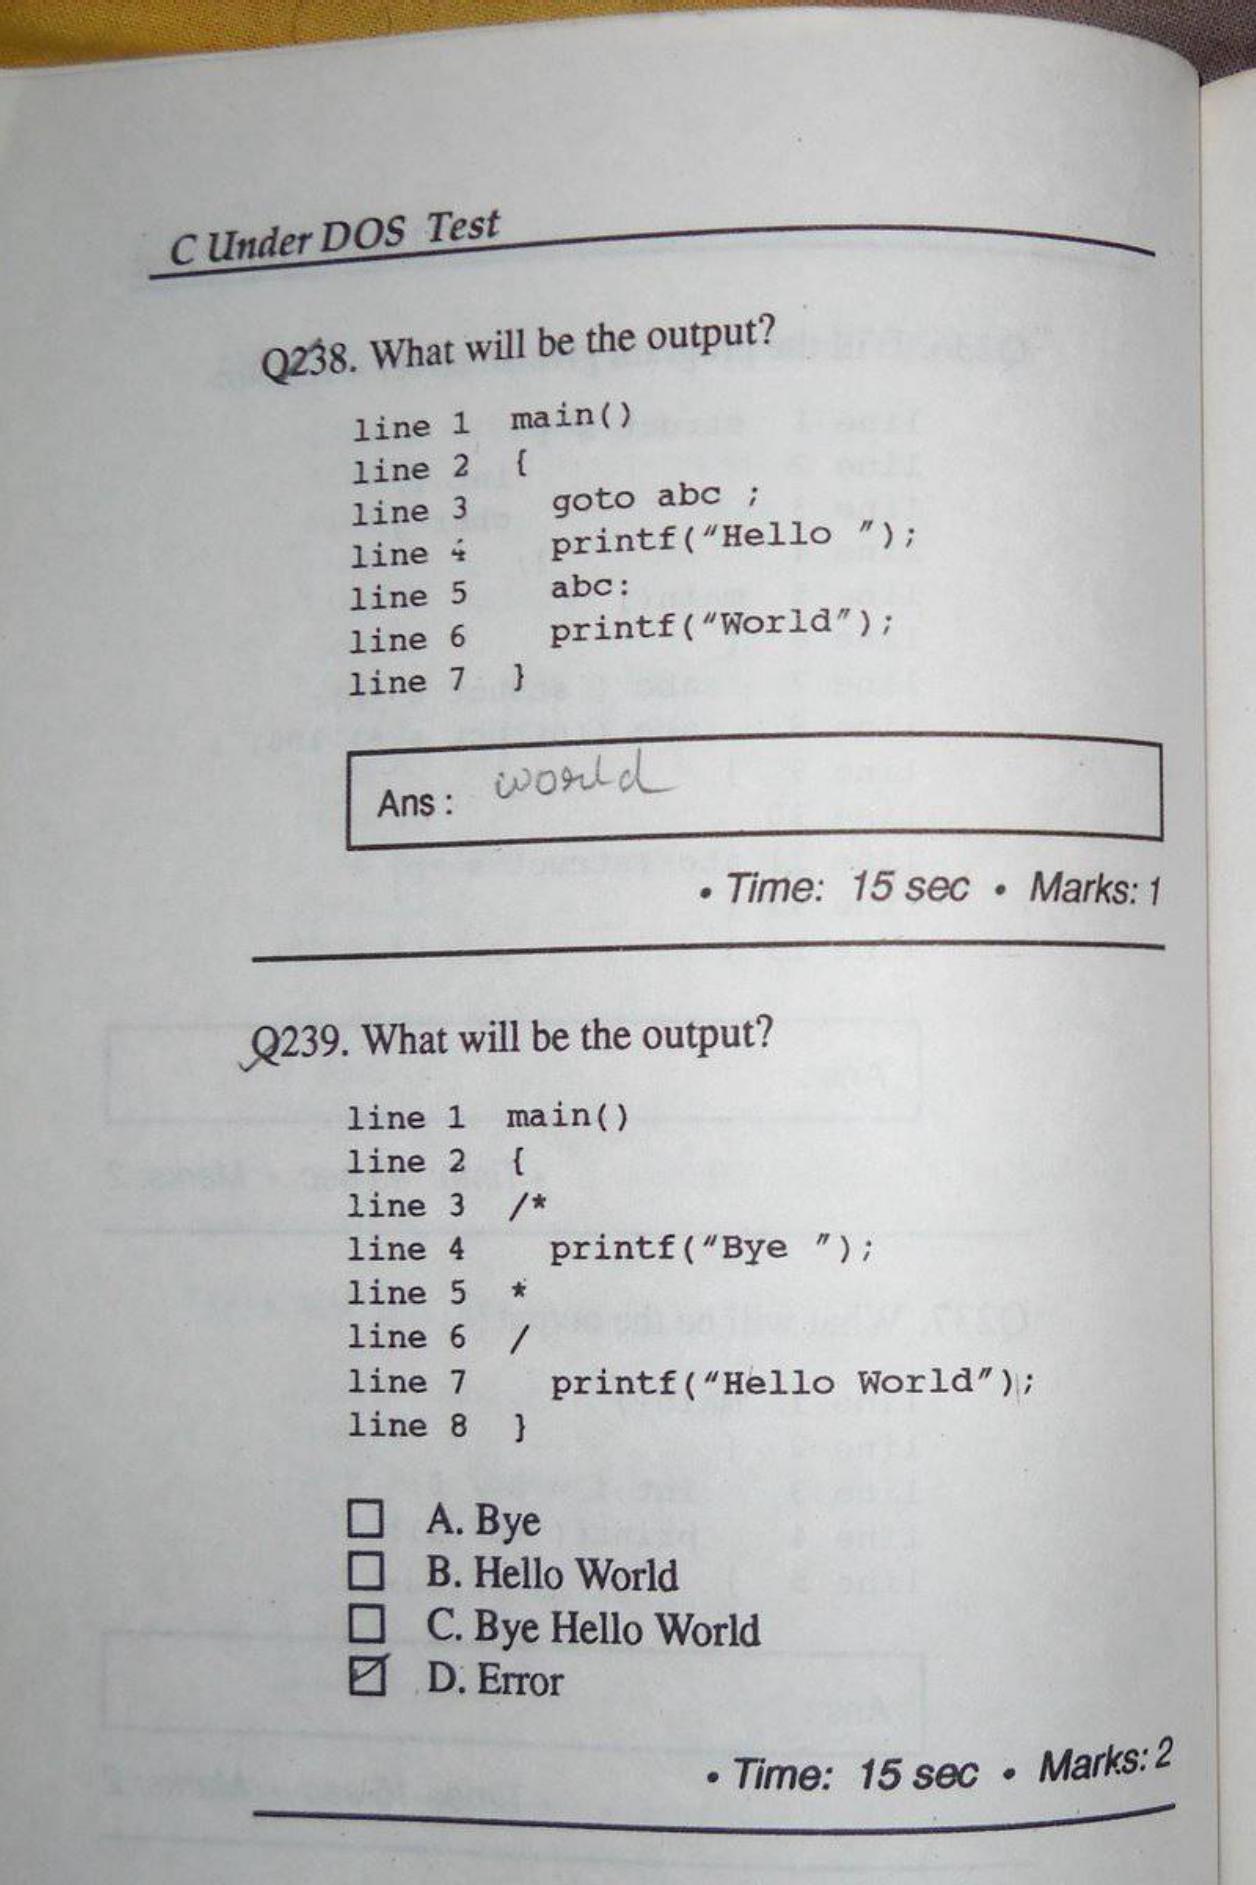 C Under DOS Test
Q238. What will be the output?
line 1 main()
line 2 {
line 3 goto abc ;
line 4 printf("Hello ");
line 5 abc:
line 6 printf("World");
line 7 }
Ans : world
• Time: 15 sec • Marks: 1
Q239. What will be the output?
line 1 main()
line 2 {
line 3 /*
line 4 printf("Bye ");
line 5 *
line 6 /
line 7 printf("Hello World");
line 8 }
A. Bye
B. Hello World
C. Bye Hello World
D. Error
• Time: 15 sec • Marks: 2